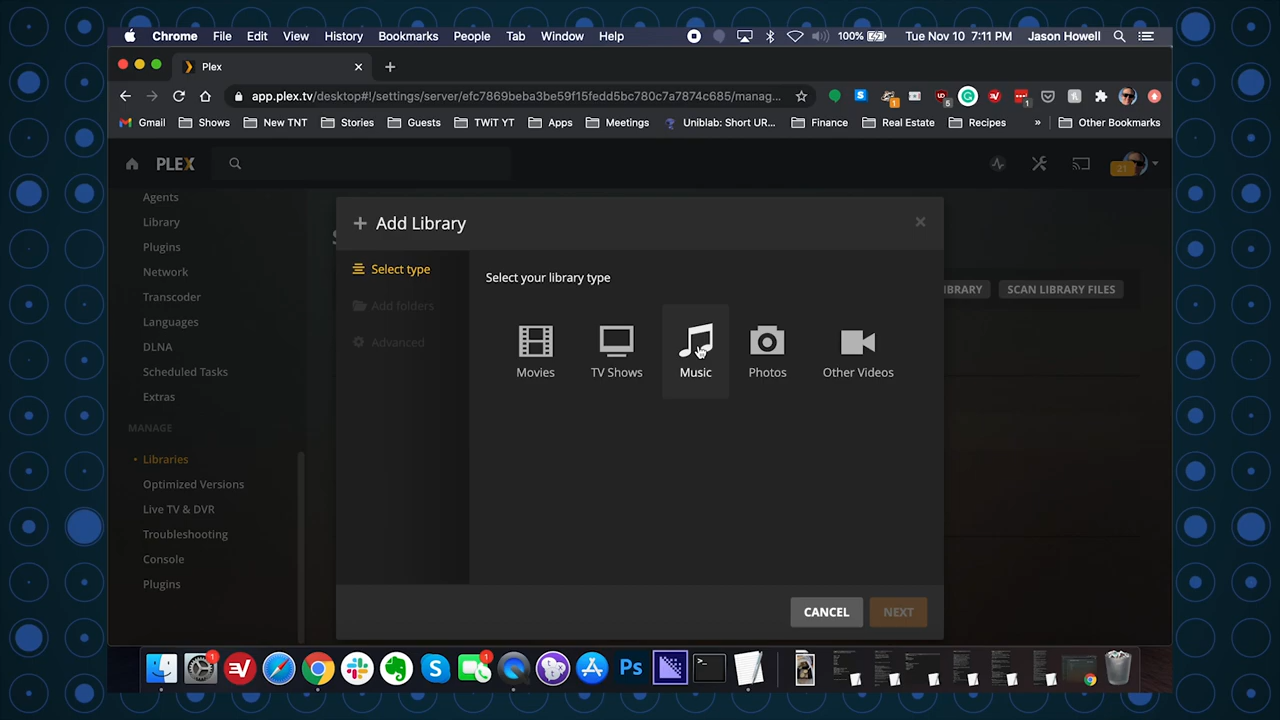 Chrome File Edit View History Bookmarks People Tab Window Help 100% Tue Nov 10 7:11 PM Jason Howell
Plex
app.plex.tv/desktop#!/settings/server/efc7869beba3be59f15fedd5bc780c7a7874c685/manag...
Gmail Shows New TNT Stories Guests TWiT YT Apps Meetings Uniblab: Short UR... Finance Real Estate Recipes » Other Bookmarks
PLEX 21
Agents
Library
Plugins
Network
Transcoder
Languages
DLNA
Scheduled Tasks
Extras
MANAGE
Libraries
Optimized Versions
Live TV & DVR
Troubleshooting
Console
Plugins
LIBRARY SCAN LIBRARY FILES
+ Add Library ×
Select type
Add folders
Advanced
Select your library type
Movies TV Shows Music Photos Other Videos
CANCEL NEXT